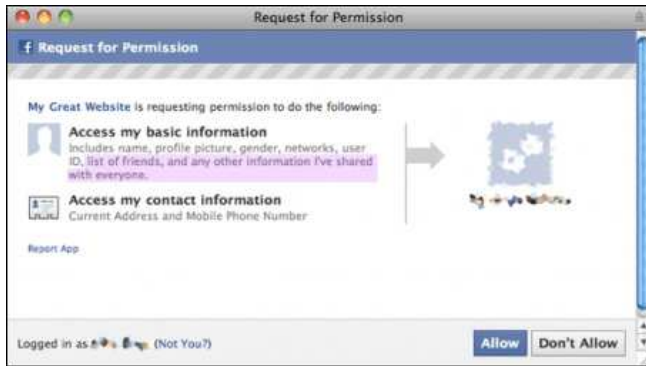 Request for Permission
f Request for Permission
My Great Website is requesting permission to do the following:
Access my basic information
Includes name, profile picture, gender, networks, user
ID, list of friends, and any other information I've shared
with everyone.
Access my contact information
Current Address and Mobile Phone Number
Report App
Logged in as (Not You?)
Allow
Don't Allow